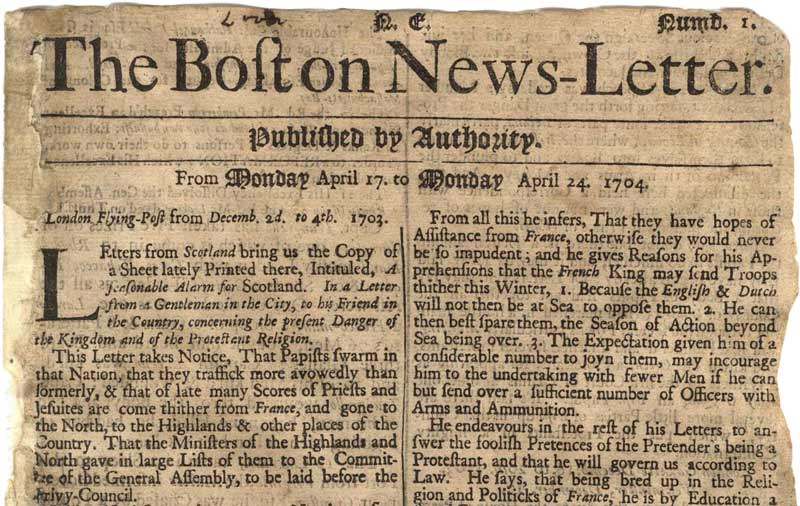 N. E.
Numb. 1.
The Boſton News-Letter.
Publiſhed by Authority.
From Monday April 17. to Monday April 24. 1704.
London Flying-Poſt from Decemb. 2d. to 4th. 1703.
LEtters from Scotland bring us the Copy of
a Sheet lately Printed there, Intituled, A
ſeaſonable Alarm for Scotland. In a Letter
from a Gentleman in the City, to his Friend in
the Country, concerning the preſent Danger of
the Kingdom and of the Proteſtant Religion.
This Letter takes Notice, That Papiſts ſwarm in
that Nation, that they traffick more avowedly than
formerly, & that of late many Scores of Prieſts and
Jeſuites are come thither from France, and gone to
the North, to the Highlands & other places of the
Country. That the Miniſters of the Highlands and
North gave in large Liſts of them to the Commit-
tee of the General Aſſembly, to be laid before the
Privy-Council.
From all this he infers, That they have hopes of
Aſſiſtance from France, otherwiſe they would never
be ſo impudent; and he gives Reaſons for his Ap-
prehenſions that the French King may ſend Troops
thither this Winter, 1. Becauſe the Engliſh & Dutch
will not then be at Sea to oppoſe them. 2. He can
then beſt ſpare them, the Seaſon of Action beyond
Sea being over. 3. The Expectation given him of a
conſiderable number to joyn them, may incourage
him to the undertaking with fewer Men if he can
but ſend over a ſufficient number of Officers with
Arms and Ammunition.
He endeavours in the reſt of his Letters to an-
ſwer the fooliſh Pretences of the Pretender's being a
Proteſtant, and that he will govern us according to
Law. He ſays, that being bred up in the Reli-
gion and Politicks of France, he is by Education a